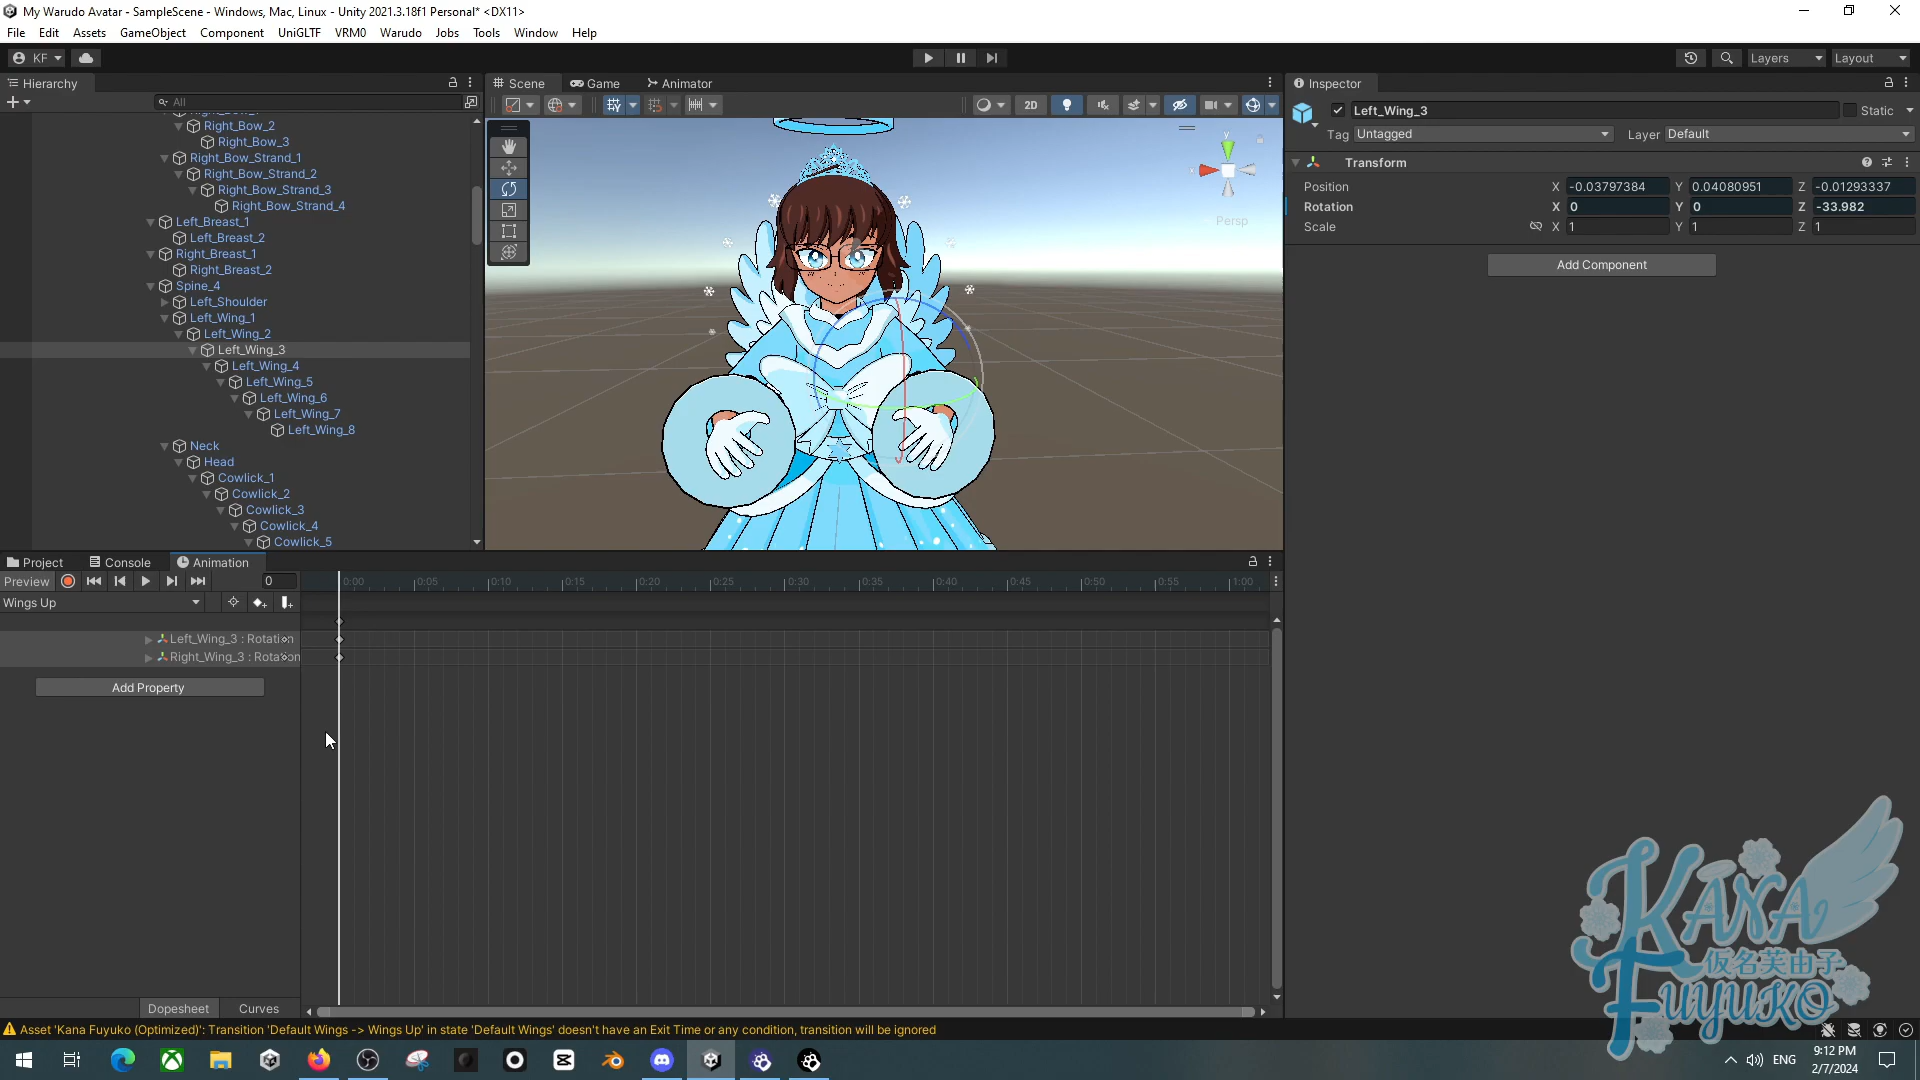 My Warudo Avatar - SampleScene - Windows, Mac, Linux - Unity 2021.3.18f1 Personal* <DX11>
File Edit Assets GameObject Component UniGLTF VRM0 Warudo Jobs Tools Window Help
KF
Layers
Layout
Hierarchy
All
Right_Bow_2
Right_Bow_3
Right_Bow_Strand_1
Right_Bow_Strand_2
Right_Bow_Strand_3
Right_Bow_Strand_4
Left_Breast_1
Left_Breast_2
Right_Breast_1
Right_Breast_2
Spine_4
Left_Shoulder
Left_Wing_1
Left_Wing_2
Left_Wing_3
Left_Wing_4
Left_Wing_5
Left_Wing_6
Left_Wing_7
Left_Wing_8
Neck
Head
Cowlick_1
Cowlick_2
Cowlick_3
Cowlick_4
Cowlick_5
Scene Game Animator
2D
y
x
Persp
Inspector
Left_Wing_3
Static
Tag Untagged
Layer Default
Transform
Position X -0.03797384 Y 0.04080951 Z -0.01293337
Rotation X 0 Y 0 Z -33.982
Scale X 1 Y 1 Z 1
Add Component
Project Console Animation
Preview 0
0:00 0:05 0:10 0:15 0:20 0:25 0:30 0:35 0:40 0:45 0:50 0:55 1:00
Wings Up
Left_Wing_3 : Rotation
Right_Wing_3 : Rotation
Add Property
Dopesheet Curves
KANA
仮名芙由子
FUYUKO
Asset 'Kana Fuyuko (Optimized)': Transition 'Default Wings -> Wings Up' in state 'Default Wings' doesn't have an Exit Time or any condition, transition will be ignored
ENG
9:12 PM
2/7/2024